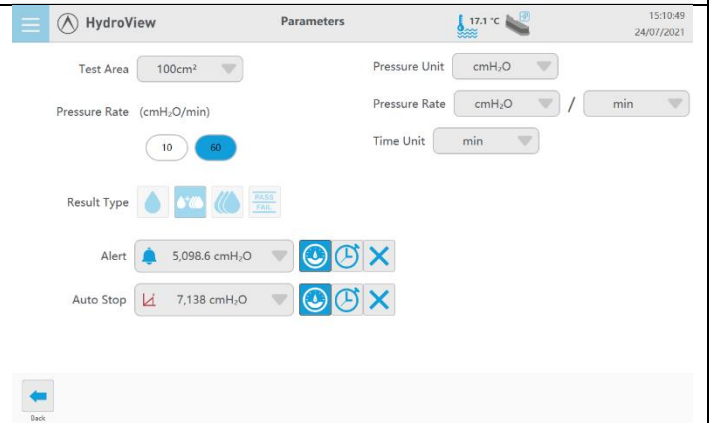 HydroView Parameters 17.1 °C 15:10:49
24/07/2021
Test Area 100cm² Pressure Unit cmH₂O
Pressure Rate (cmH₂O/min) Pressure Rate cmH₂O / min
10 60 Time Unit min
Result Type PASS
FAIL
Alert 5,098.6 cmH₂O
Auto Stop 7,138 cmH₂O
Back